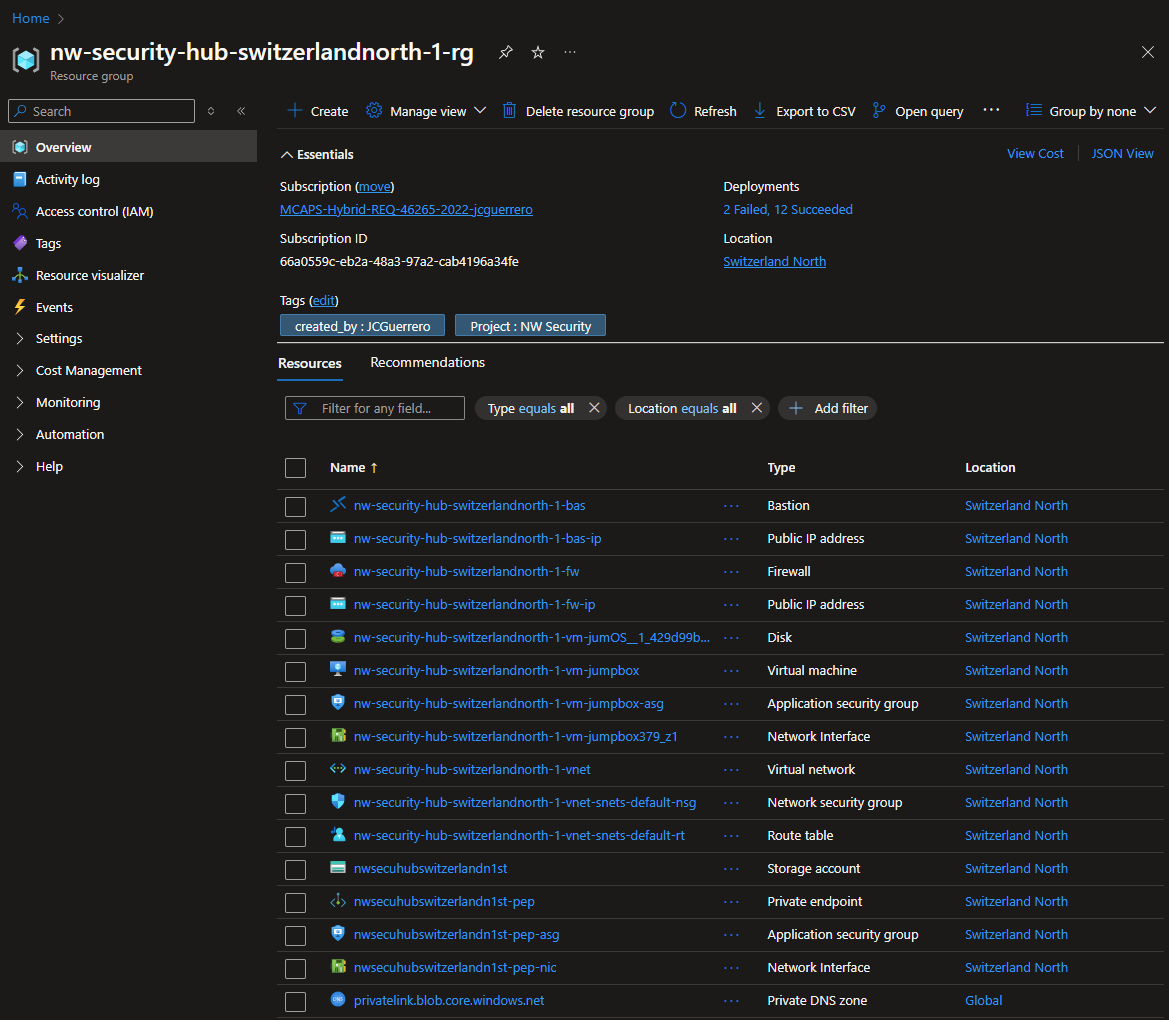 Home
nw-security-hub-switzerlandnorth-1-rg
Resource group
Search
Overview
Activity log
Access control (IAM)
Tags
Resource visualizer
Events
Settings
Cost Management
Monitoring
Automation
Help
Create Manage view Delete resource group Refresh Export to CSV Open query Group by none
Essentials View Cost JSON View
Subscription (move) Deployments
MCAPS-Hybrid-REQ-46265-2022-jcguerrero 2 Failed, 12 Succeeded
Subscription ID Location
66a0559c-eb2a-48a3-97a2-cab4196a34fe Switzerland North
Tags (edit)
created_by : JCGuerrero Project : NW Security
Resources Recommendations
Filter for any field... Type equals all Location equals all Add filter
Name ↑ Type Location
nw-security-hub-switzerlandnorth-1-bas ... Bastion Switzerland North
nw-security-hub-switzerlandnorth-1-bas-ip ... Public IP address Switzerland North
nw-security-hub-switzerlandnorth-1-fw ... Firewall Switzerland North
nw-security-hub-switzerlandnorth-1-fw-ip ... Public IP address Switzerland North
nw-security-hub-switzerlandnorth-1-vm-jumOS__1_429d99b... ... Disk Switzerland North
nw-security-hub-switzerlandnorth-1-vm-jumpbox ... Virtual machine Switzerland North
nw-security-hub-switzerlandnorth-1-vm-jumpbox-asg ... Application security group Switzerland North
nw-security-hub-switzerlandnorth-1-vm-jumpbox379_z1 ... Network Interface Switzerland North
nw-security-hub-switzerlandnorth-1-vnet ... Virtual network Switzerland North
nw-security-hub-switzerlandnorth-1-vnet-snets-default-nsg ... Network security group Switzerland North
nw-security-hub-switzerlandnorth-1-vnet-snets-default-rt ... Route table Switzerland North
nwsecuhubswitzerlandn1st ... Storage account Switzerland North
nwsecuhubswitzerlandn1st-pep ... Private endpoint Switzerland North
nwsecuhubswitzerlandn1st-pep-asg ... Application security group Switzerland North
nwsecuhubswitzerlandn1st-pep-nic ... Network Interface Switzerland North
privatelink.blob.core.windows.net ... Private DNS zone Global